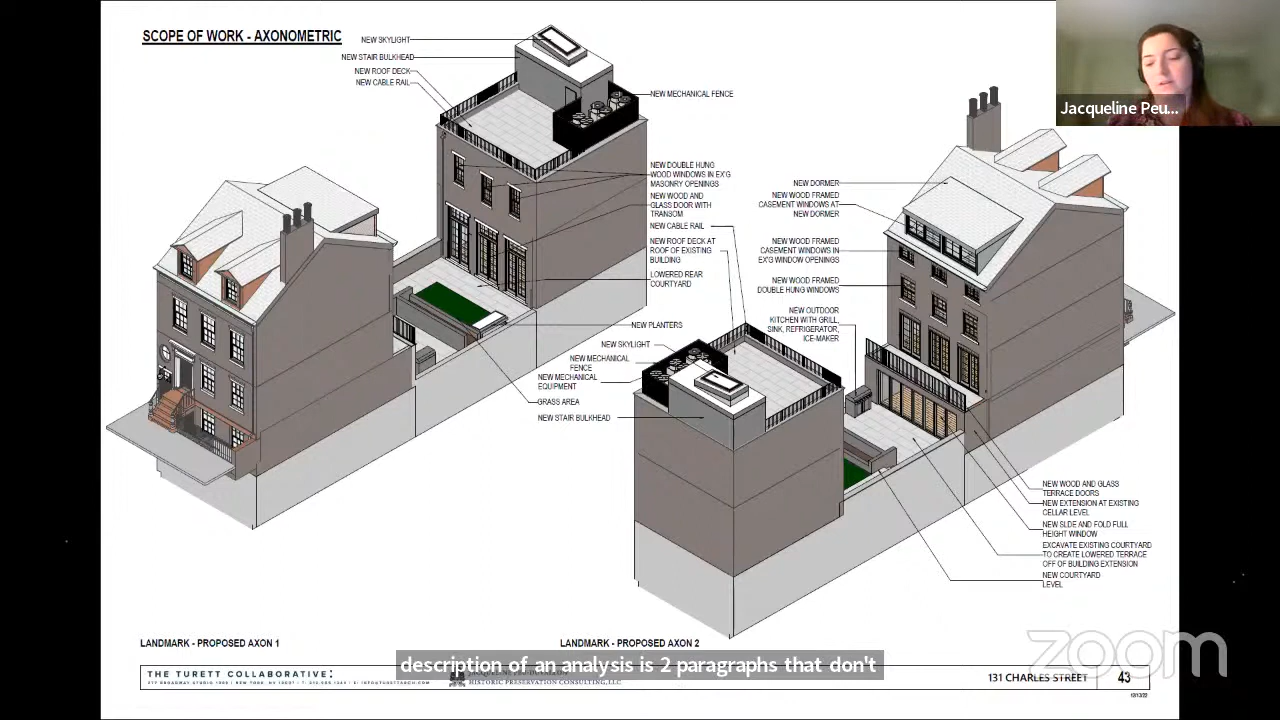 SCOPE OF WORK - AXONOMETRIC
NEW SKYLIGHT
NEW STAIR BULKHEAD
NEW ROOF DECK
NEW CABLE RAIL
NEW MECHANICAL FENCE
NEW DOUBLE HUNG
WOOD WINDOWS IN EX'G
MASONRY OPENINGS
NEW WOOD AND
GLASS DOOR WITH
TRANSOM
NEW CABLE RAIL
NEW ROOF DECK AT
ROOF OF EXISTING
BUILDING
LOWERED REAR
COURTYARD
NEW PLANTERS
NEW SKYLIGHT
NEW MECHANICAL
FENCE
NEW MECHANICAL
EQUIPMENT
GRASS AREA
NEW STAIR BULKHEAD
NEW DORMER
NEW WOOD FRAMED
CASEMENT WINDOWS AT
NEW DORMER
NEW WOOD FRAMED
CASEMENT WINDOWS IN
EX'G WINDOW OPENINGS
NEW WOOD FRAMED
DOUBLE HUNG WINDOWS
NEW OUTDOOR
KITCHEN WITH GRILL,
SINK, REFRIGERATOR,
ICE-MAKER
NEW WOOD AND GLASS
TERRACE DOORS
NEW EXTENSION AT EXISTING
CELLAR LEVEL
NEW SLDE AND FOLD FULL
HEIGHT WINDOW
EXCAVATE EXISTING COURTYARD
TO CREATE LOWERED TERRACE
OFF OF BUILDING EXTENSION
NEW COURTYARD
LEVEL
Jacqueline Peu...
LANDMARK - PROPOSED AXON 1
LANDMARK - PROPOSED AXON 2
description of an analysis is 2 paragraphs that don't
THE TURETT COLLABORATIVE:
HISTORIC PRESERVATION CONSULTING, LLC
131 CHARLES STREET
43
zoom